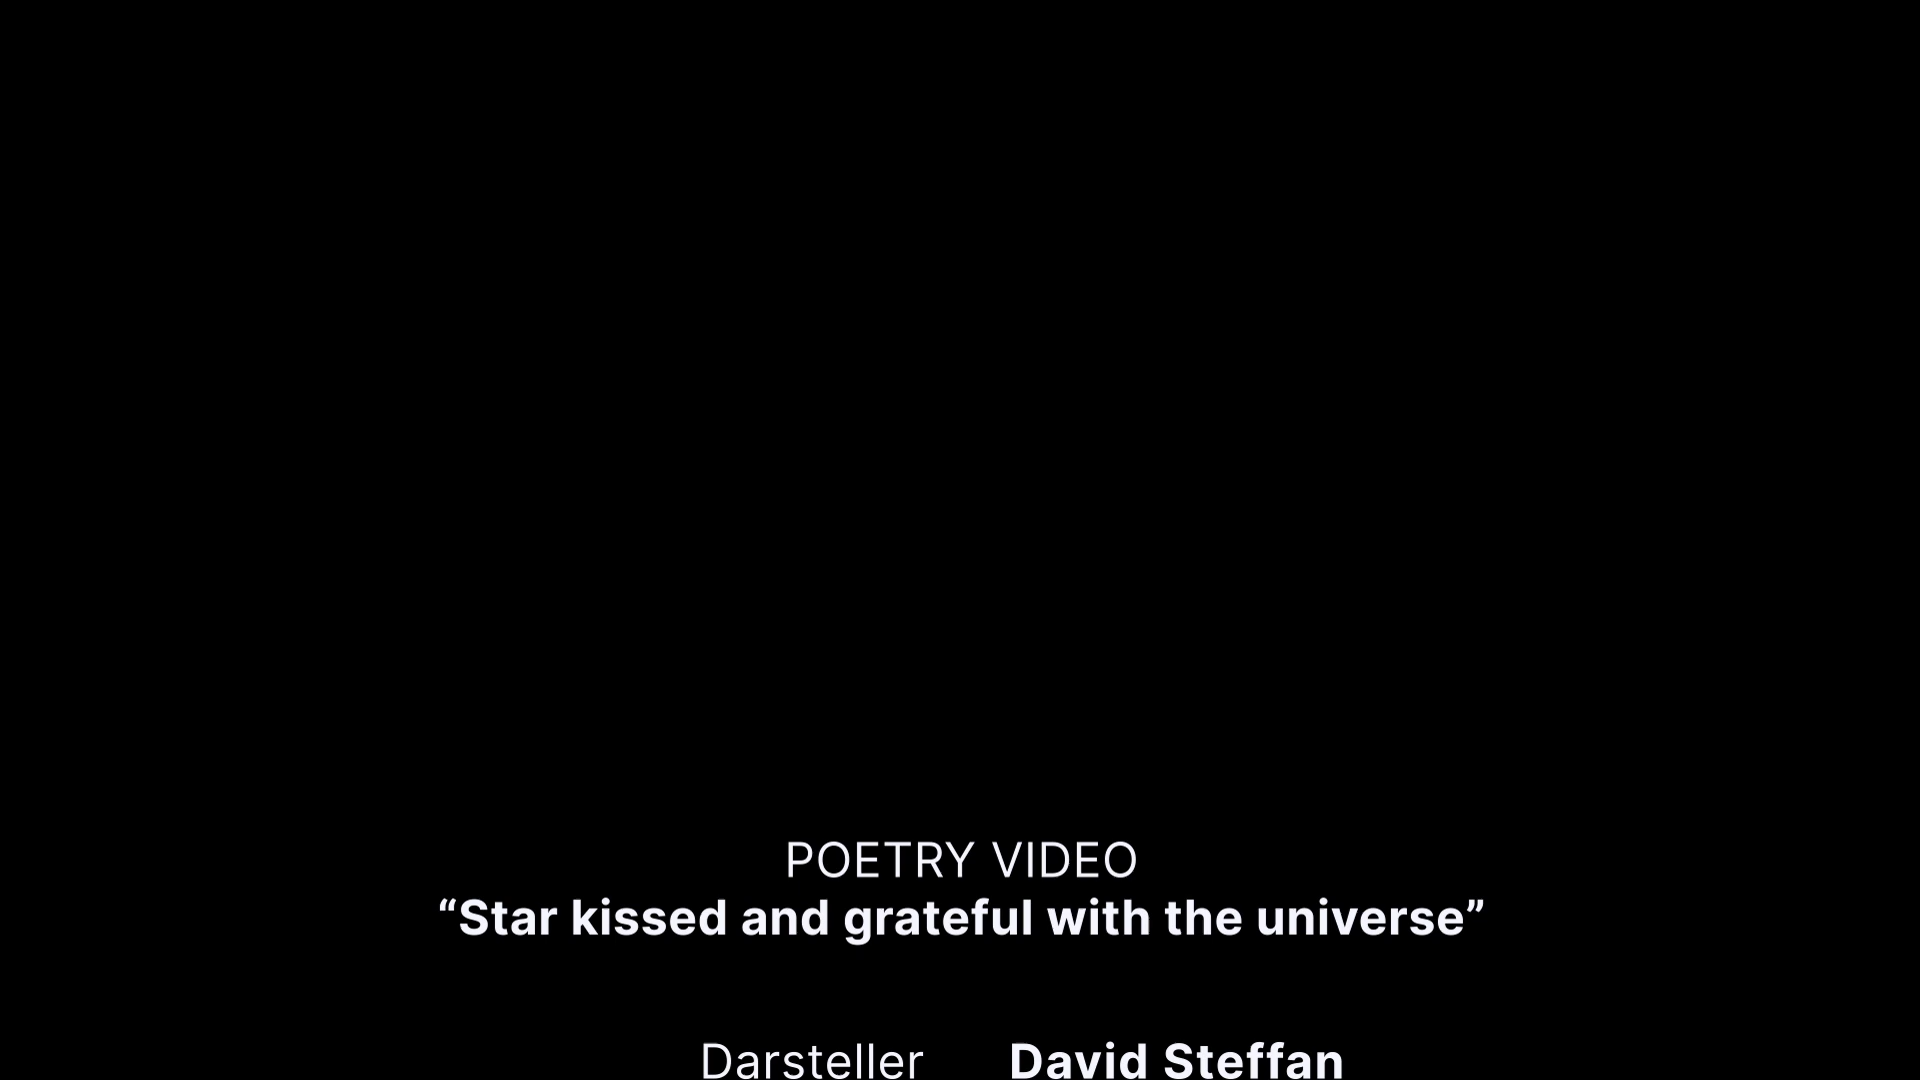 POETRY VIDEO
“Star kissed and grateful with the universe”
Darsteller David Steffan